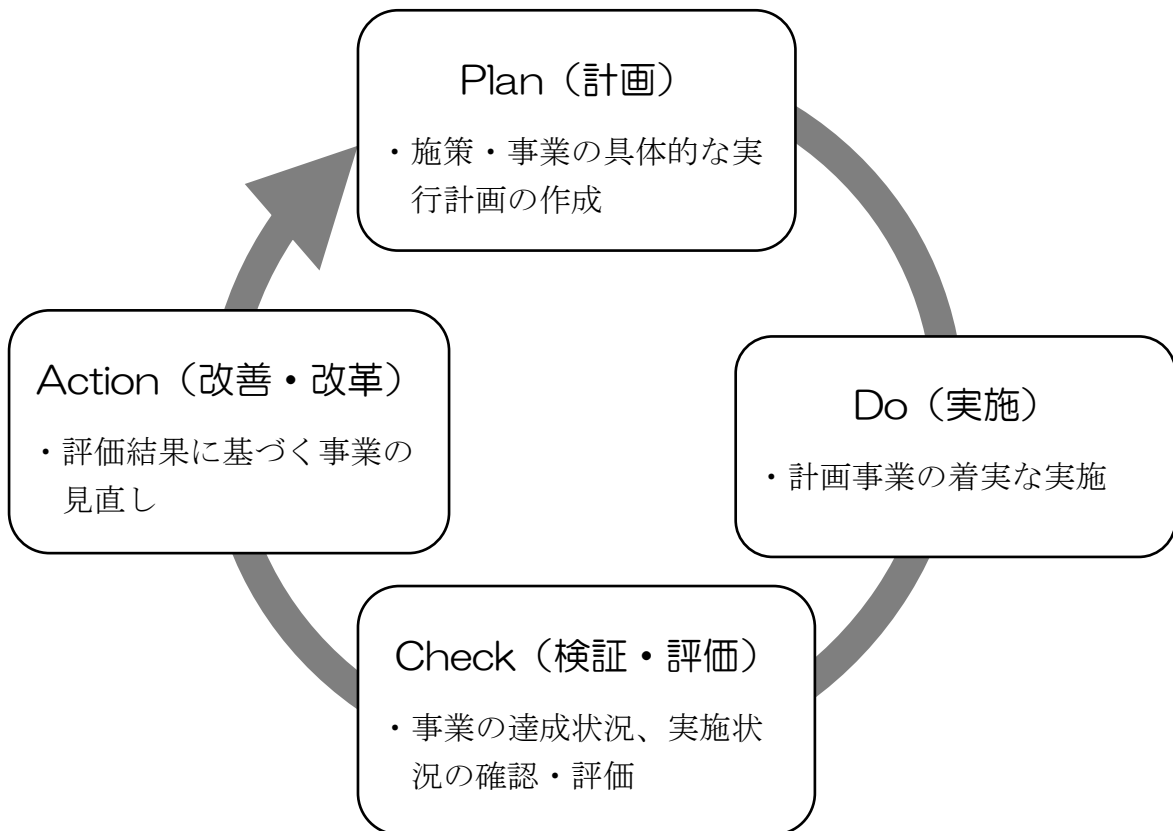 Plan（計画）
・施策・事業の具体的な実
行計画の作成
Do（実施）
・計画事業の着実な実施
Check（検証・評価）
・事業の達成状況、実施状
況の確認・評価
Action（改善・改革）
・評価結果に基づく事業の
見直し